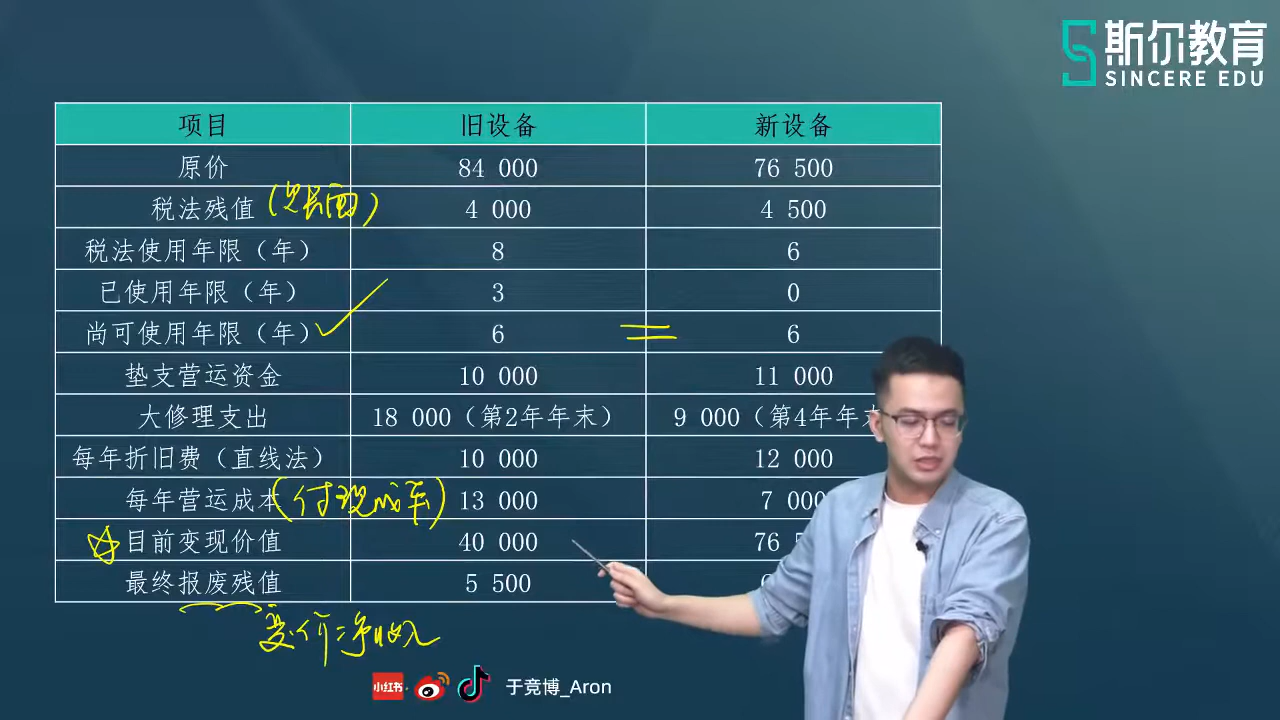 斯尔教育
SINCERE EDU
项目 旧设备 新设备
原价 84 000 76 500
税法残值 4 000 4 500
税法使用年限（年） 8 6
已使用年限（年） 3 0
尚可使用年限（年） 6 6
垫支营运资金 10 000 11 000
大修理支出 18 000（第2年年末） 9 000（第4年年
每年折旧费（直线法） 10 000 12 000
每年营运成本（付现成本） 13 000 7 000
目前变现价值 40 000 76
最终报废残值 5 500
变价净收入
小红书
于竞博_Aron